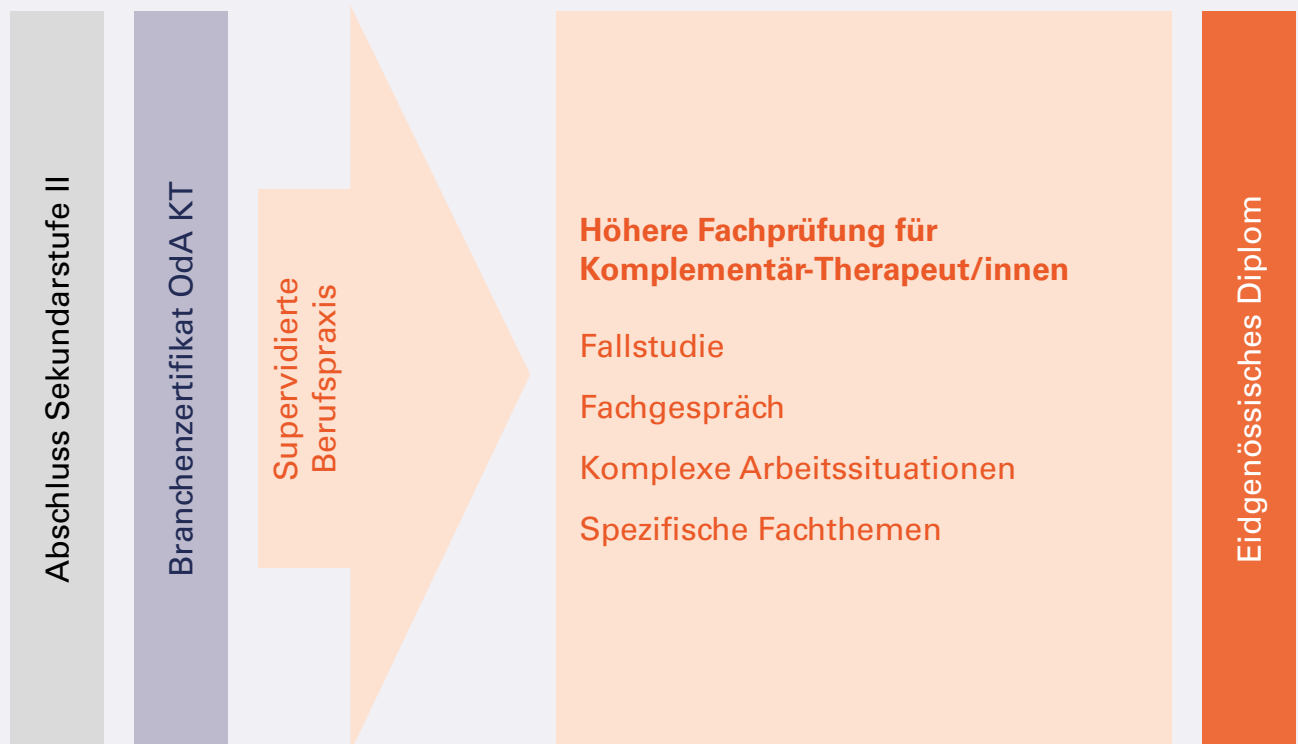 Abschluss Sekundarstufe II
Branchenzertifikat OdA KT
Supervidierte
Berufspraxis
Höhere Fachprüfung für
Komplementär-Therapeut/innen
Fallstudie
Fachgespräch
Komplexe Arbeitssituationen
Spezifische Fachthemen
Eidgenössisches Diplom